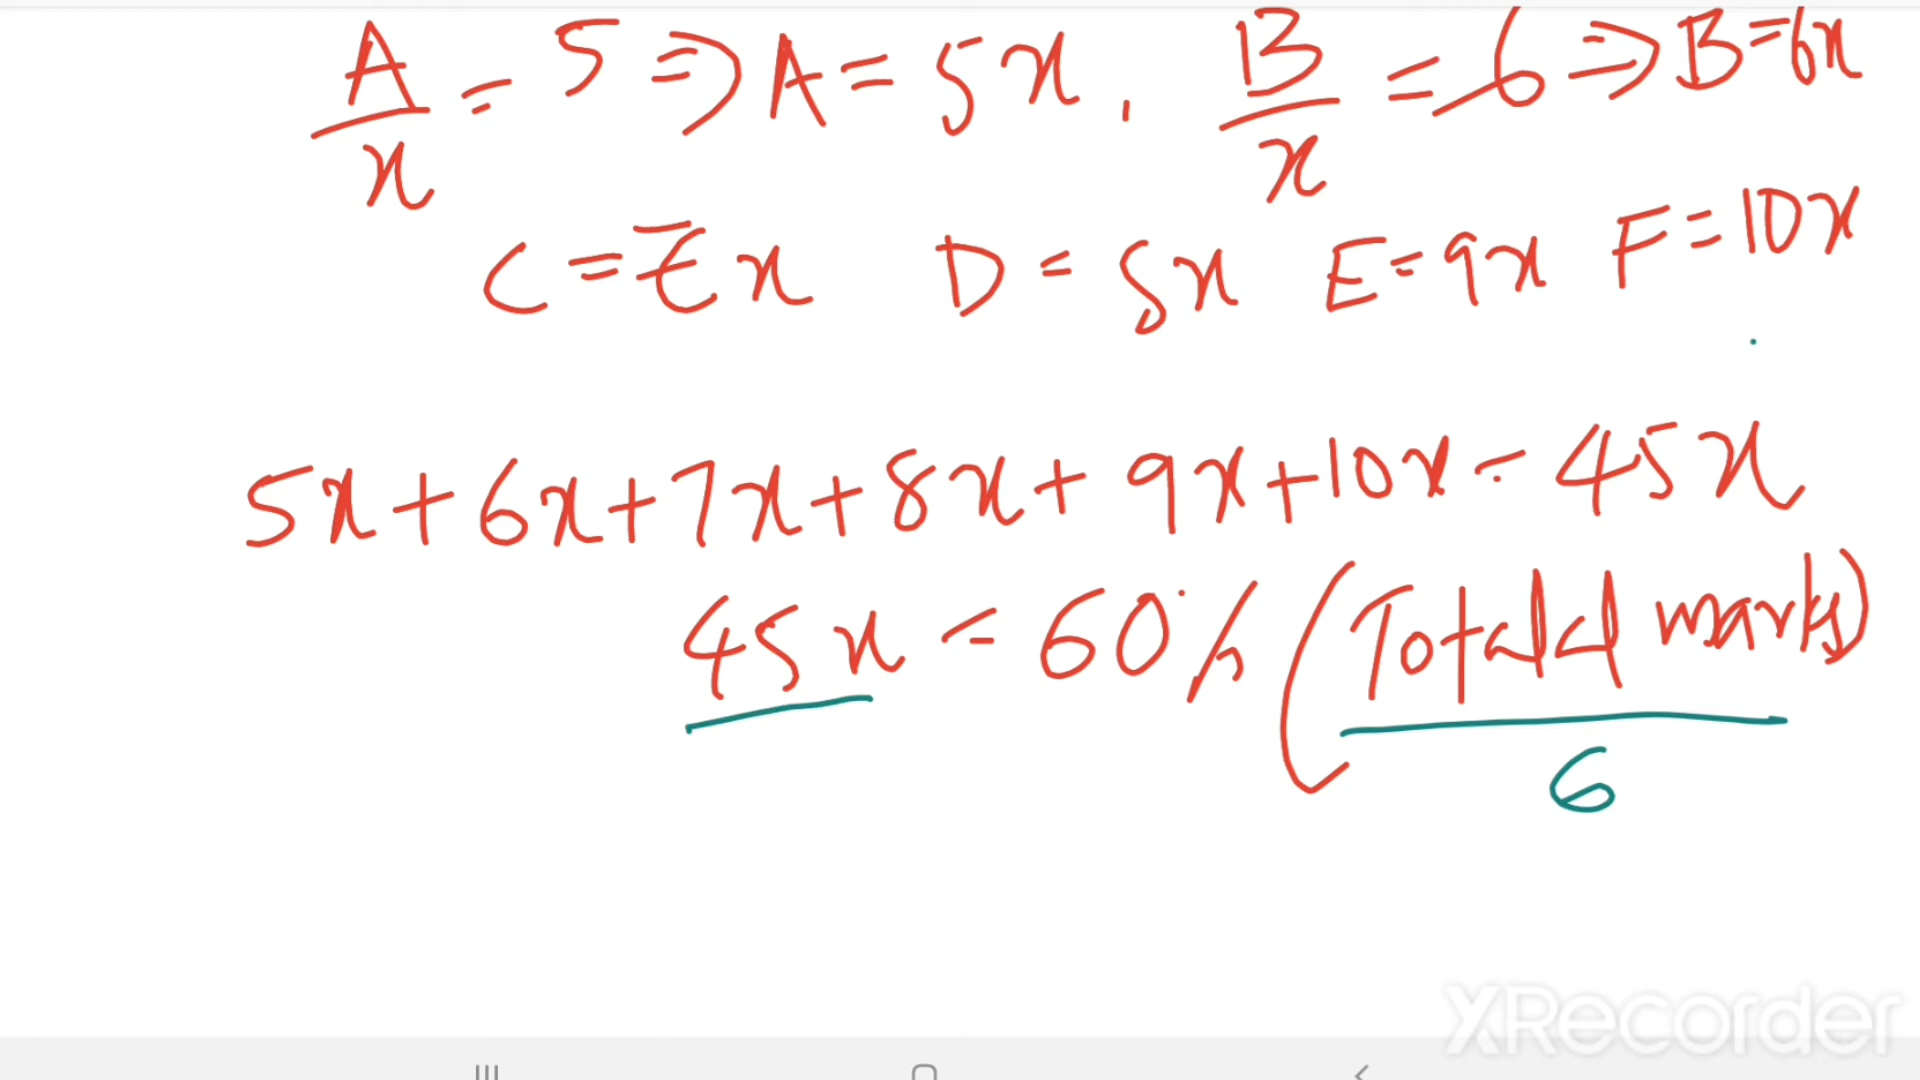 A/x = 5 ⇒ A = 5x, B/x = 6 ⇒ B = 6x
C = 7x D = 8x E = 9x F = 10x
5x + 6x + 7x + 8x + 9x + 10x = 45x
45x = 60% (Total marks)
6
XRecorder